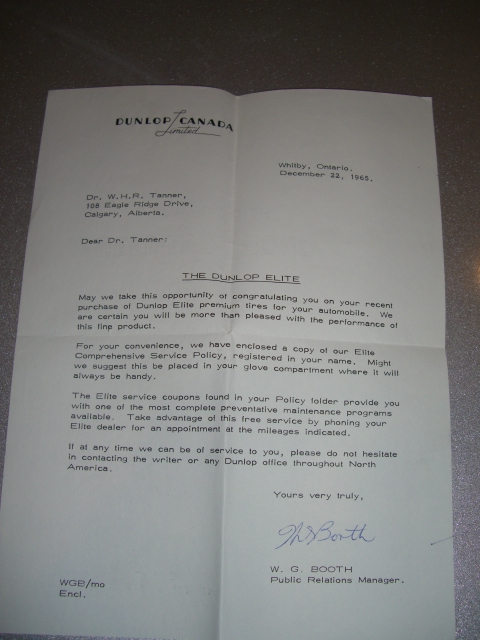 DUNLOP CANADA
Limited
Whitby, Ontario.
December 22, 1965.
Dr. W.H.R. Tanner,
108 Eagle Ridge Drive,
Calgary, Alberta.
Dear Dr. Tanner:
THE DUNLOP ELITE
May we take this opportunity of congratulating you on your recent
purchase of Dunlop Elite premium tires for your automobile. We
are certain you will be more than pleased with the performance of
this fine product.
For your convenience, we have enclosed a copy of our Elite
Comprehensive Service Policy, registered in your name. Might
we suggest this be placed in your glove compartment where it will
always be handy.
The Elite service coupons found in your Policy folder provide you
with one of the most complete preventative maintenance programs
available. Take advantage of this free service by phoning your
Elite dealer for an appointment at the mileages indicated.
If at any time we can be of service to you, please do not hesitate
in contacting the writer or any Dunlop office throughout North
America.
Yours very truly,
WGBooth
W. G. BOOTH
Public Relations Manager.
WGB/mo
Encl.